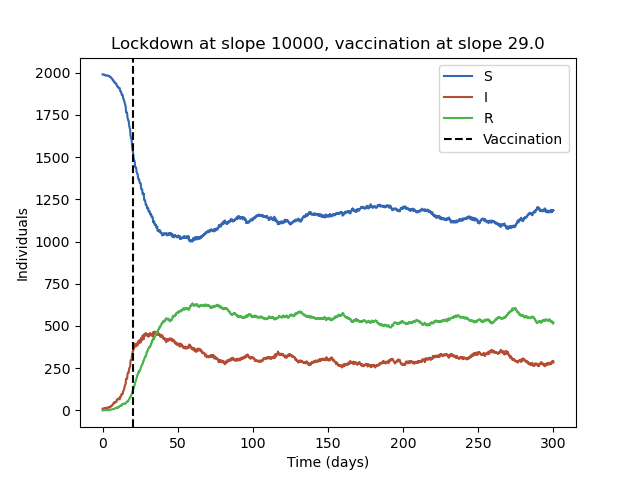 Lockdown at slope 10000, vaccination at slope 29.0
S
I
R
Vaccination
Individuals
2000
1750
1500
1250
1000
750
500
250
0
0 50 100 150 200 250 300
Time (days)